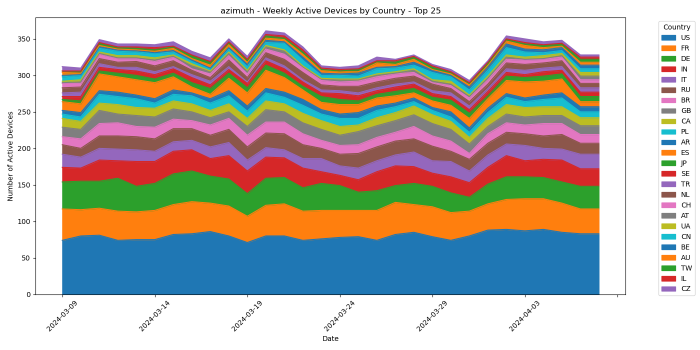 azimuth - Weekly Active Devices by Country - Top 25
Number of Active Devices
350
300
250
200
150
100
50
0
2024-03-09
2024-03-14
2024-03-19
2024-03-24
2024-03-29
2024-04-03
Date
Country
US
FR
DE
IN
IT
RU
BR
GB
CA
PL
AR
ES
JP
SE
TR
NL
CH
AT
UA
CN
BE
AU
TW
IL
CZ